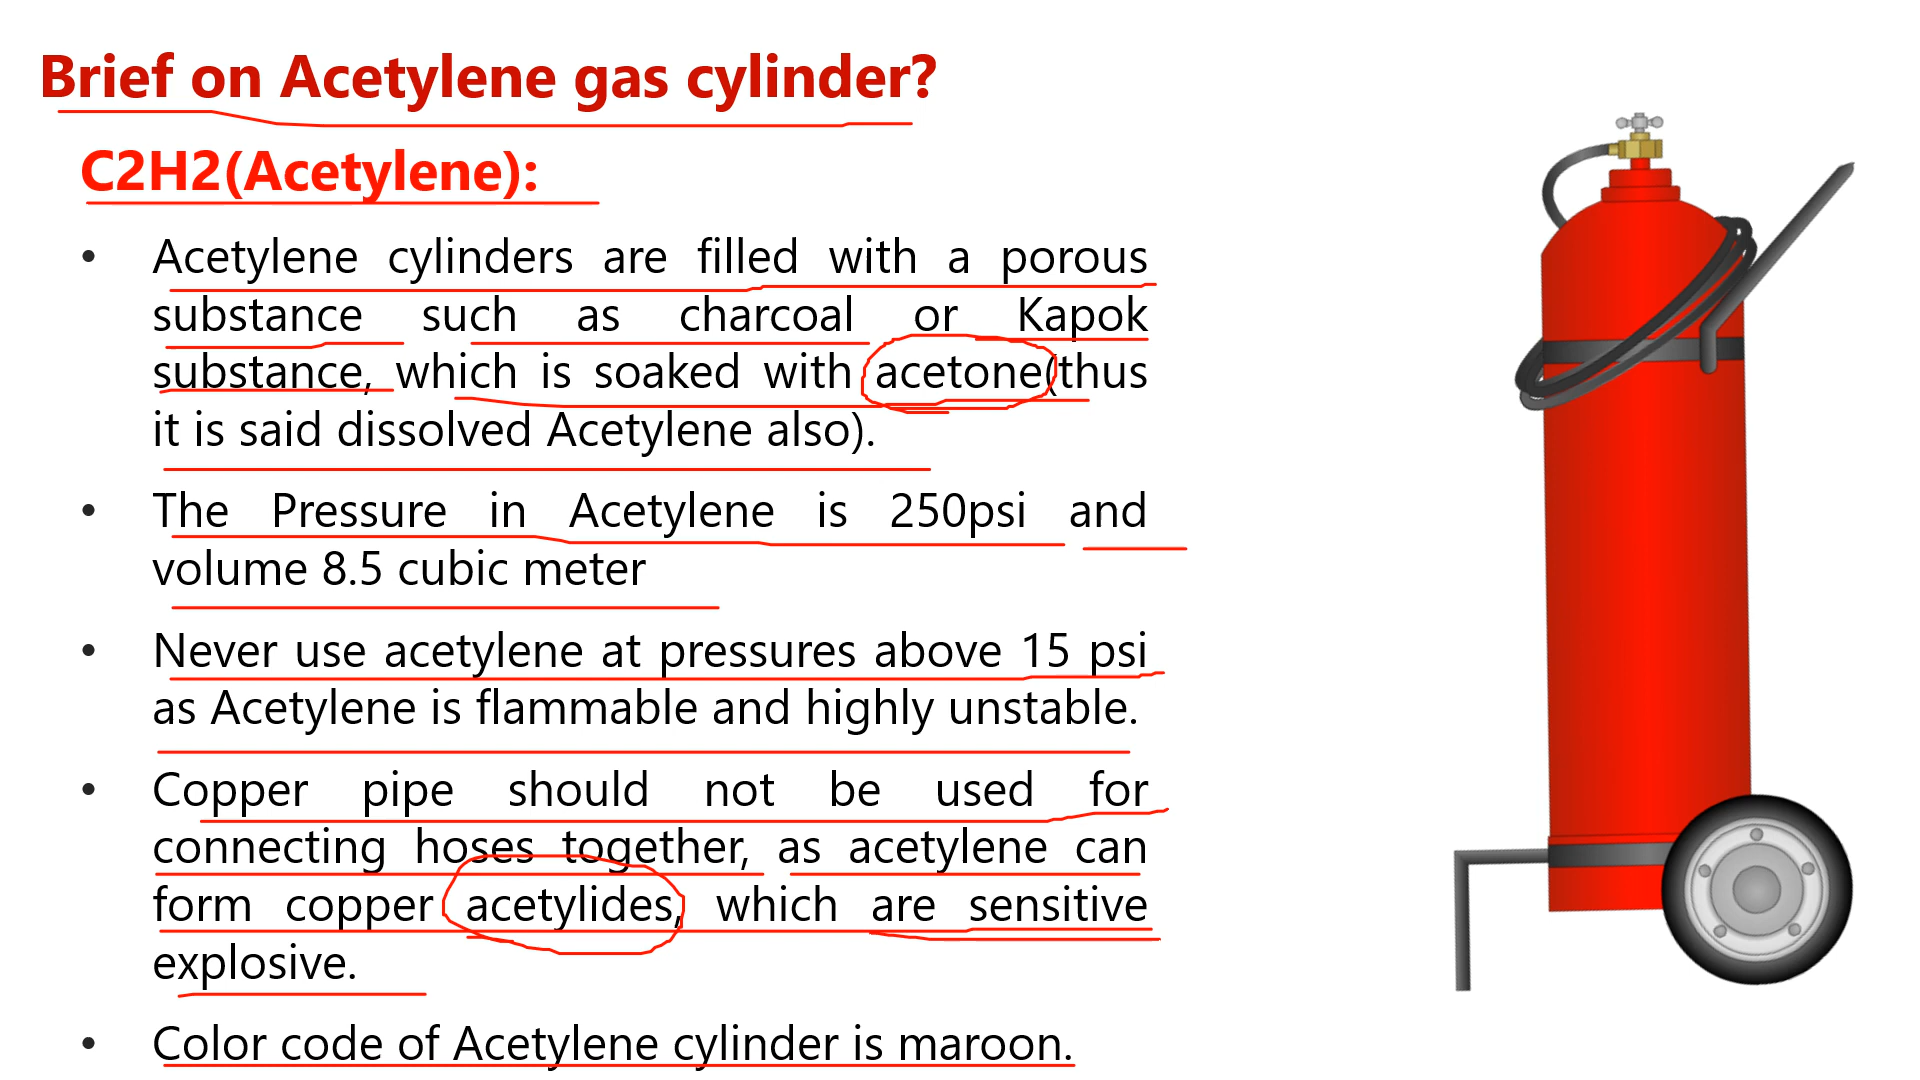 Brief on Acetylene gas cylinder?
C2H2(Acetylene):
• Acetylene cylinders are filled with a porous
substance such as charcoal or Kapok
substance, which is soaked with acetone(thus
it is said dissolved Acetylene also).
• The Pressure in Acetylene is 250psi and
volume 8.5 cubic meter
• Never use acetylene at pressures above 15 psi
as Acetylene is flammable and highly unstable.
• Copper pipe should not be used for
connecting hoses together, as acetylene can
form copper acetylides, which are sensitive
explosive.
• Color code of Acetylene cylinder is maroon.